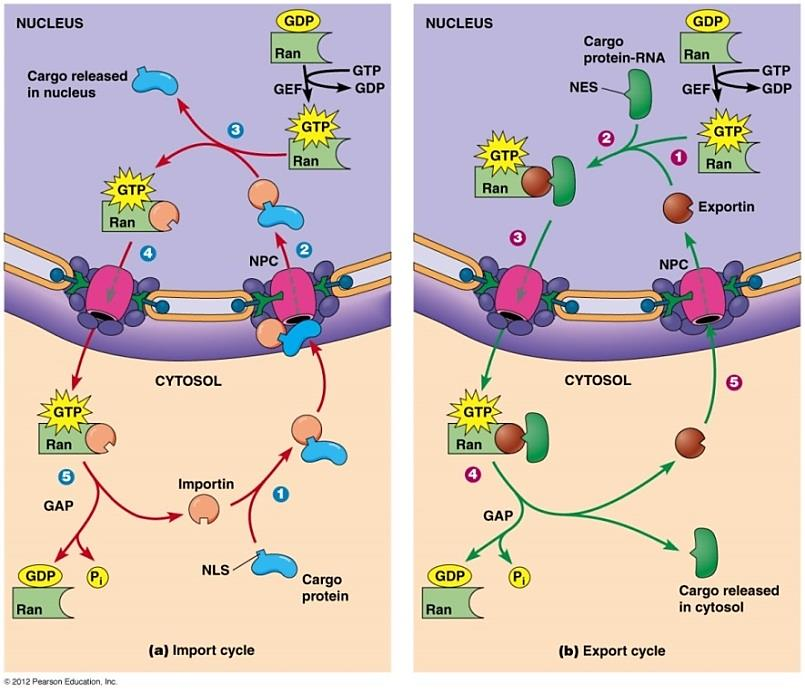 NUCLEUS
GDP
Ran
Cargo released
in nucleus
GTP
GEF
GDP
3
GTP
Ran
GTP
Ran
4
2
NPC
CYTOSOL
GTP
Ran
5
GAP
Importin
1
NLS
Cargo
protein
GDP
Pi
Ran
(a) Import cycle
NUCLEUS
GDP
Ran
Cargo
protein-RNA
NES
GTP
GEF
GDP
2
GTP
Ran
1
GTP
Ran
Exportin
3
NPC
CYTOSOL
5
GTP
Ran
4
GAP
GDP
Pi
Ran
Cargo released
in cytosol
(b) Export cycle
© 2012 Pearson Education, Inc.